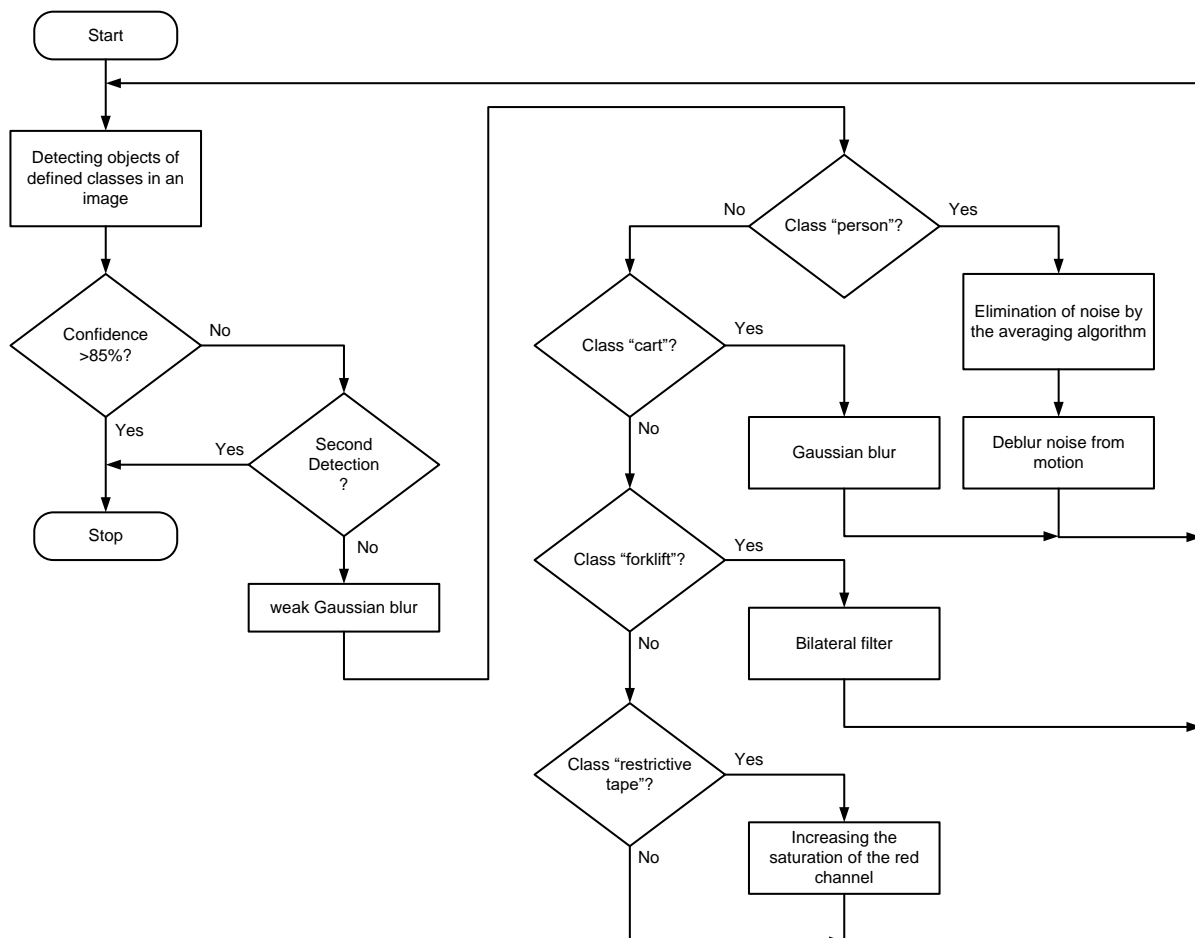 Start
Detecting objects of
defined classes in an
image
Confidence
>85%?
No
Yes
Second
Detection
?
Yes
No
Stop
weak Gaussian blur
Class “person”?
No
Yes
Elimination of noise by
the averaging algorithm
Deblur noise from
motion
Class “cart”?
Yes
No
Gaussian blur
Class “forklift”?
Yes
No
Bilateral filter
Class “restrictive
tape”?
Yes
No
Increasing the
saturation of the red
channel